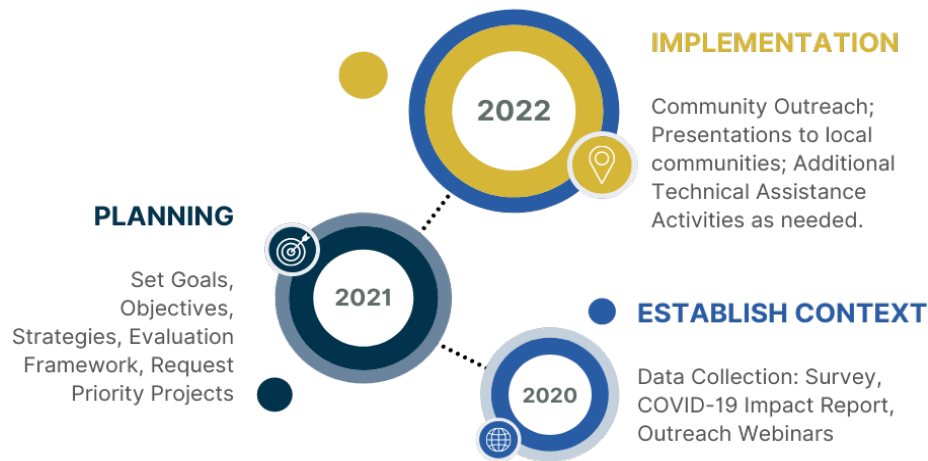 IMPLEMENTATION
2022
Community Outreach;
Presentations to local
communities; Additional
Technical Assistance
Activities as needed.
PLANNING
2021
Set Goals,
Objectives,
Strategies, Evaluation
Framework, Request
Priority Projects
ESTABLISH CONTEXT
2020
Data Collection: Survey,
COVID-19 Impact Report,
Outreach Webinars